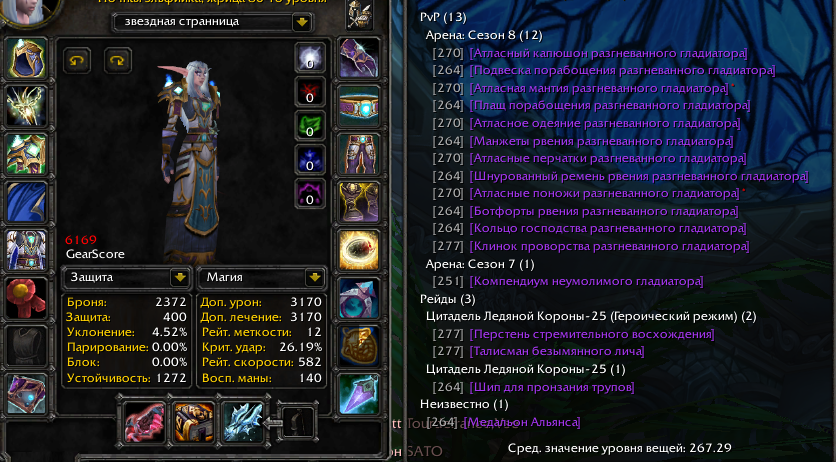 звездная странница
0
0
0
0
0
6169
GearScore
Защита
Магия
Броня: 2372
Защита: 400
Уклонение: 4.52%
Парирование: 0.00%
Блок: 0.00%
Устойчивость: 1272
Доп. урон: 3170
Доп. лечение: 3170
Рейт. меткости: 12
Крит. удар: 26.19%
Рейт. скорости: 582
Восп. маны: 140
PvP (13)
Арена: Сезон 8 (12)
[270] [Атласный капюшон разгневанного гладиатора]
[264] [Подвеска порабощения разгневанного гладиатора]
[270] [Атласная мантия разгневанного гладиатора]*
[264] [Плащ порабощения разгневанного гладиатора]
[270] [Атласное одеяние разгневанного гладиатора]
[264] [Манжеты рвения разгневанного гладиатора]
[270] [Атласные перчатки разгневанного гладиатора]
[264] [Шнурованный ремень рвения разгневанного гладиатора]
[270] [Атласные поножи разгневанного гладиатора]*
[264] [Ботфорты рвения разгневанного гладиатора]
[264] [Кольцо господства разгневанного гладиатора]
[277] [Клинок проворства разгневанного гладиатора]
Арена: Сезон 7 (1)
[251] [Компендиум неумолимого гладиатора]
Рейды (3)
Цитадель Ледяной Короны-25 (Героический режим) (2)
[277] [Перстень стремительного восхождения]
[277] [Талисман безымянного лича]
Цитадель Ледяной Короны-25 (1)
[264] [Шип для пронзания трупов]
Неизвестно (1)
[264] [Медальон Альянса]
Сред. значение уровня вещей: 267.29